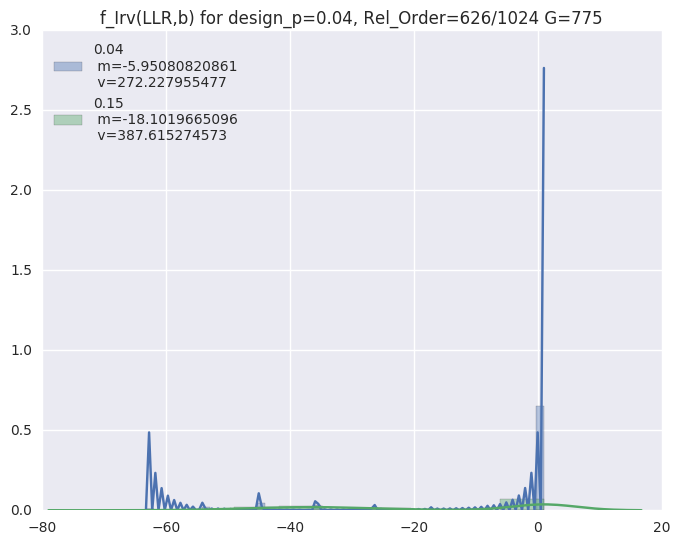 f_Irv(LLR,b) for design_p=0.04, Rel_Order=626/1024 G=775
3.0
2.5
2.0
1.5
1.0
0.5
0.0
0.04
m=-5.95080820861
v=272.227955477
0.15
m=-18.1019665096
v=387.615274573
−80 −60 −40 −20 0 20